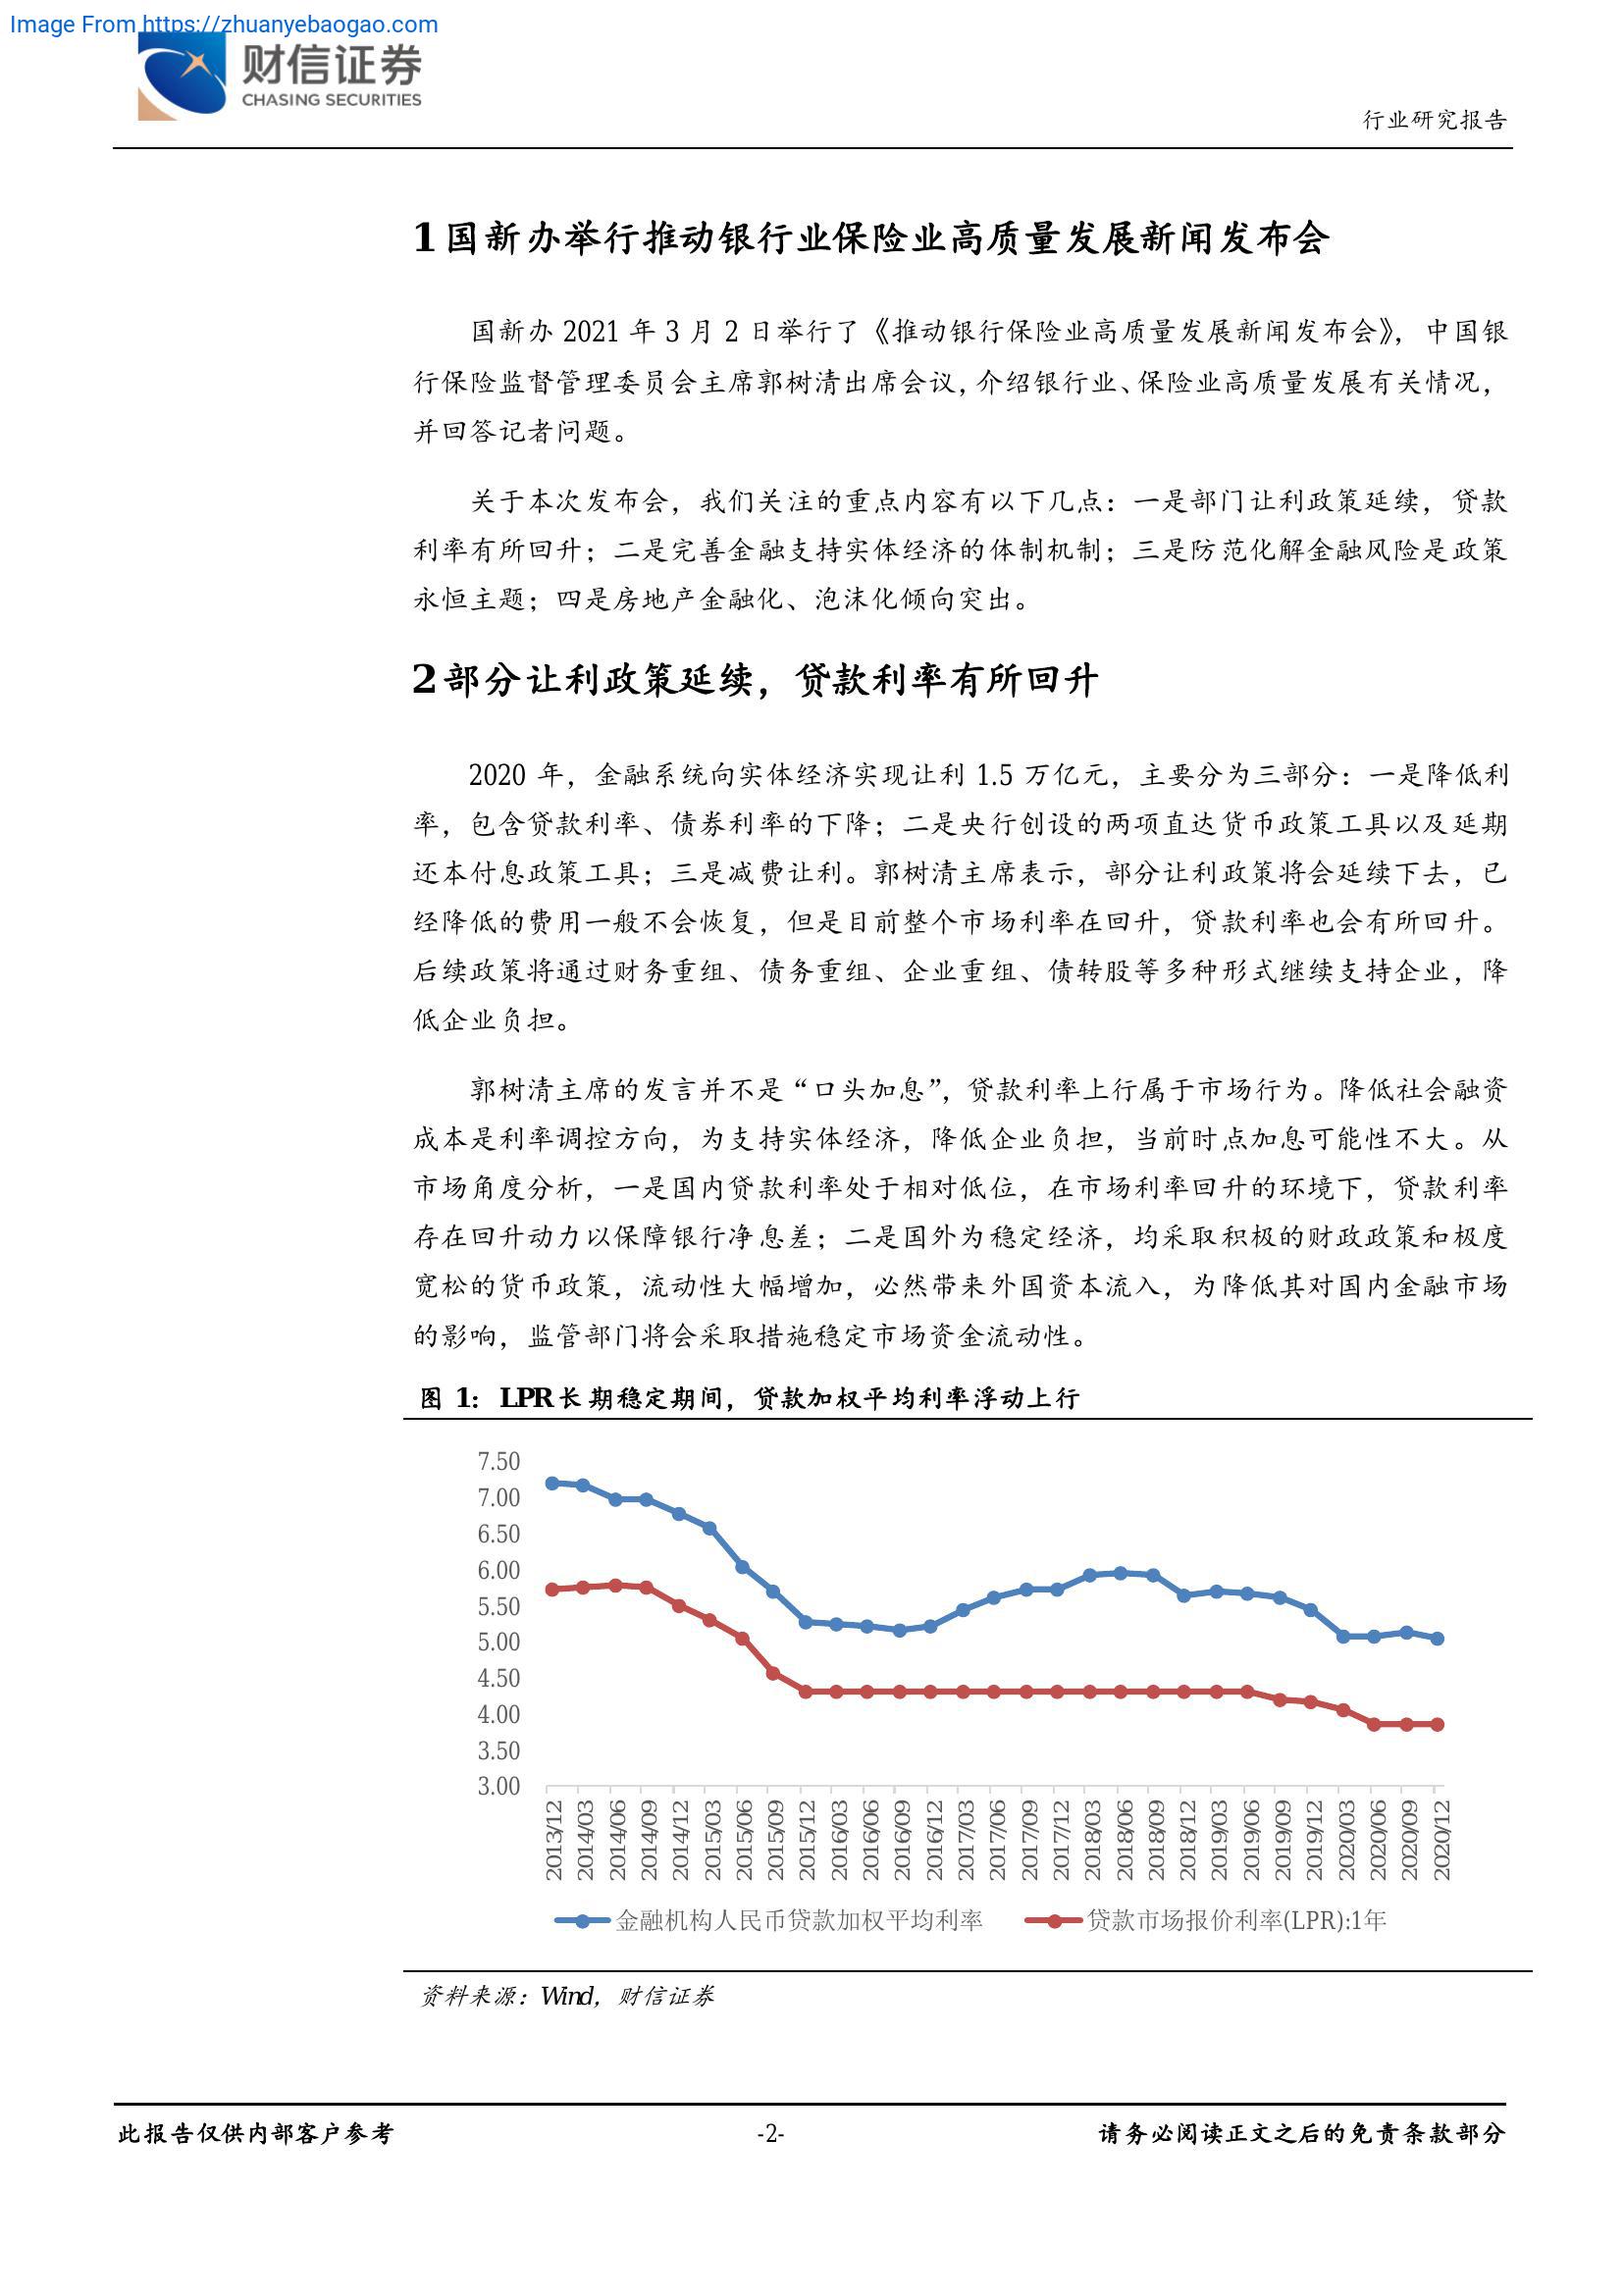 Image From https://zhuanyebaogao.com
财信证券
CHASING SECURITIES
行业研究报告
1 国新办举行推动银行业保险业高质量发展新闻发布会
国新办 2021 年 3 月 2 日举行了《推动银行保险业高质量发展新闻发布会》，中国银
行保险监督管理委员会主席郭树清出席会议，介绍银行业、保险业高质量发展有关情况，
并回答记者问题。
关于本次发布会，我们关注的重点内容有以下几点：一是部门让利政策延续，贷款
利率有所回升；二是完善金融支持实体经济的体制机制；三是防范化解金融风险是政策
永恒主题；四是房地产金融化、泡沫化倾向突出。
2 部分让利政策延续，贷款利率有所回升
2020 年，金融系统向实体经济实现让利 1.5 万亿元，主要分为三部分：一是降低利
率，包含贷款利率、债券利率的下降；二是央行创设的两项直达货币政策工具以及延期
还本付息政策工具；三是减费让利。郭树清主席表示，部分让利政策将会延续下去，已
经降低的费用一般不会恢复，但是目前整个市场利率在回升，贷款利率也会有所回升。
后续政策将通过财务重组、债务重组、企业重组、债转股等多种形式继续支持企业，降
低企业负担。
郭树清主席的发言并不是“口头加息”，贷款利率上行属于市场行为。降低社会融资
成本是利率调控方向，为支持实体经济，降低企业负担，当前时点加息可能性不大。从
市场角度分析，一是国内贷款利率处于相对低位，在市场利率回升的环境下，贷款利率
存在回升动力以保障银行净息差；二是国外为稳定经济，均采取积极的财政政策和极度
宽松的货币政策，流动性大幅增加，必然带来外国资本流入，为降低其对国内金融市场
的影响，监管部门将会采取措施稳定市场资金流动性。
图 1：LPR 长期稳定期间，贷款加权平均利率浮动上行
7.50
7.00
6.50
6.00
5.50
5.00
4.50
4.00
3.50
3.00
2013/12
2014/03
2014/06
2014/09
2014/12
2015/03
2015/06
2015/09
2015/12
2016/03
2016/06
2016/09
2016/12
2017/03
2017/06
2017/09
2017/12
2018/03
2018/06
2018/09
2018/12
2019/03
2019/06
2019/09
2019/12
2020/03
2020/06
2020/09
2020/12
金融机构人民币贷款加权平均利率
贷款市场报价利率(LPR):1年
资料来源：Wind，财信证券
此报告仅供内部客户参考
-2-
请务必阅读正文之后的免责条款部分